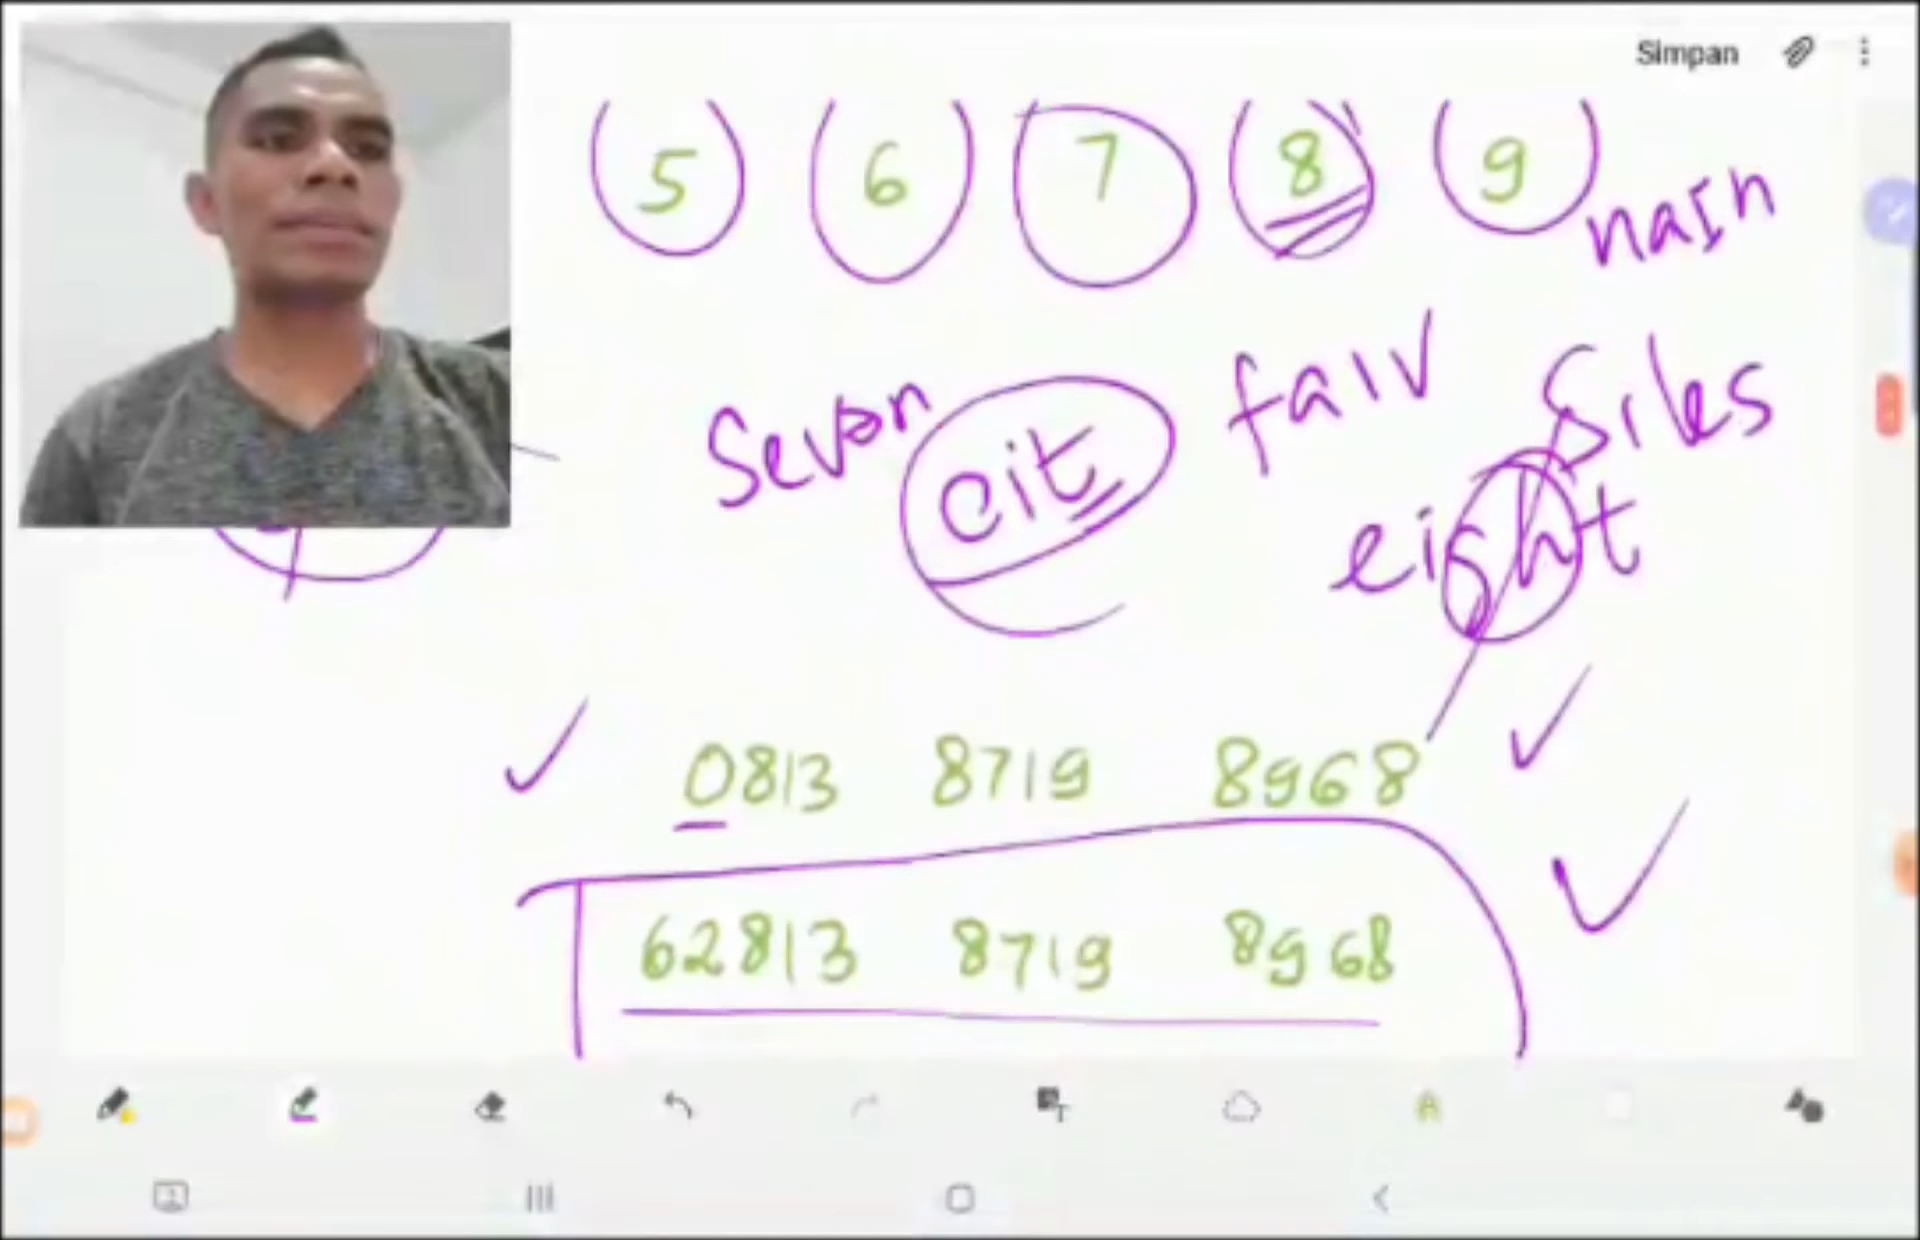 Simpan
5 6 7 8 9
nain
Seven eit faiv Siks
eight
0813 8719 8968
62813 8719 8968